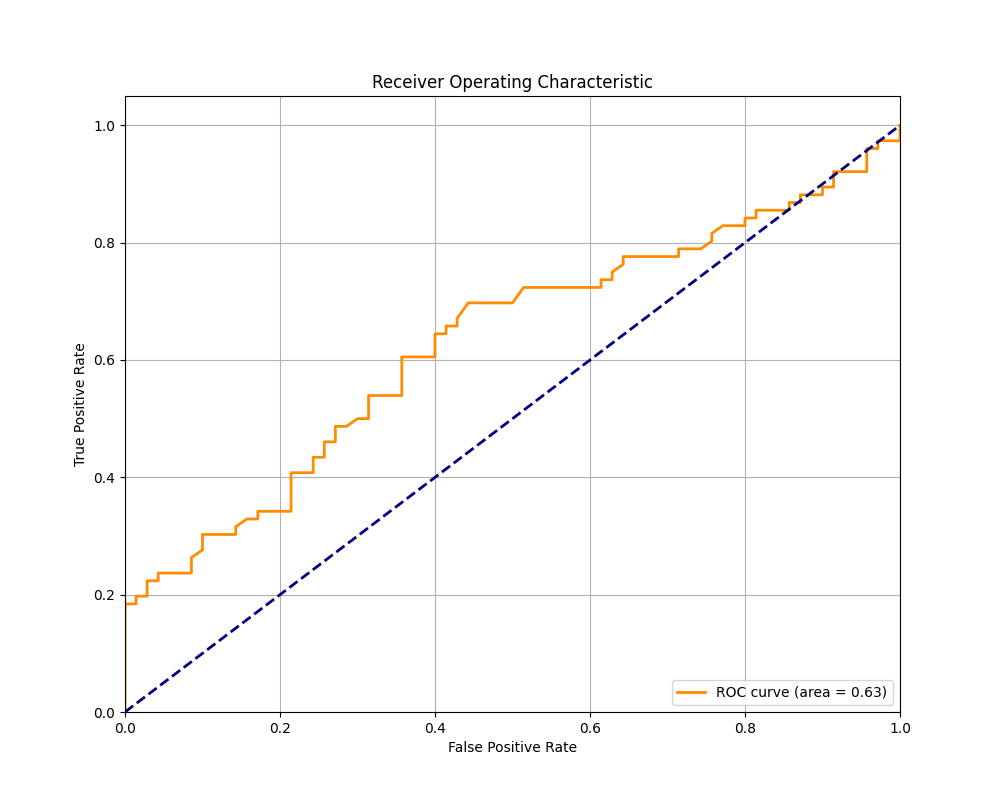 Receiver Operating Characteristic
1.0
0.8
0.6
0.4
0.2
0.0
True Positive Rate
0.0 0.2 0.4 0.6 0.8 1.0
False Positive Rate
ROC curve (area = 0.63)